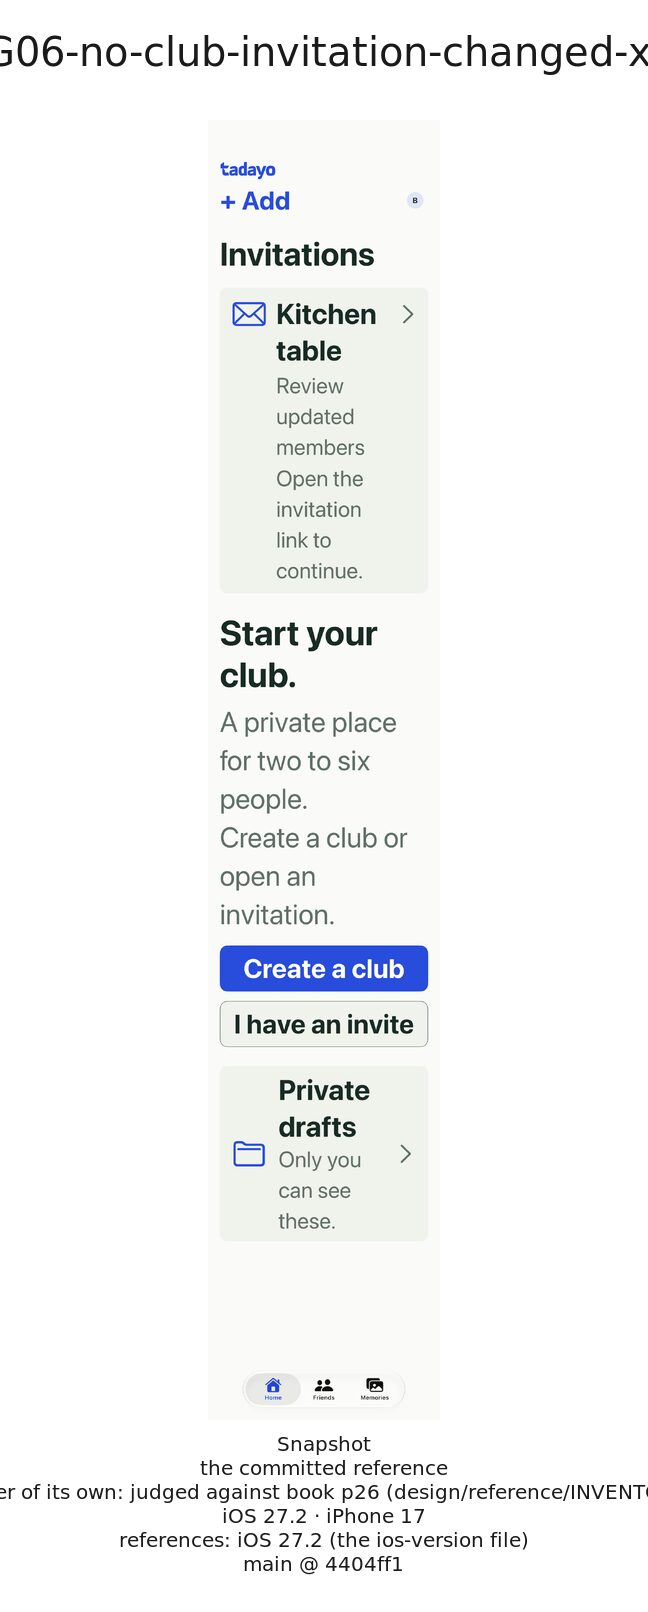 G06-no-club-invitation-changed-x
tadayo
+ Add
B
Invitations
Kitchen
table
Review
updated
members
Open the
invitation
link to
continue.
Start your
club.
A private place
for two to six
people.
Create a club or
open an
invitation.
Create a club
I have an invite
Private
drafts
Only you
can see
these.
Home
Friends
Memories
Snapshot
the committed reference
er of its own: judged against book p26 (design/reference/INVENTO
iOS 27.2 · iPhone 17
references: iOS 27.2 (the ios-version file)
main @ 4404ff1